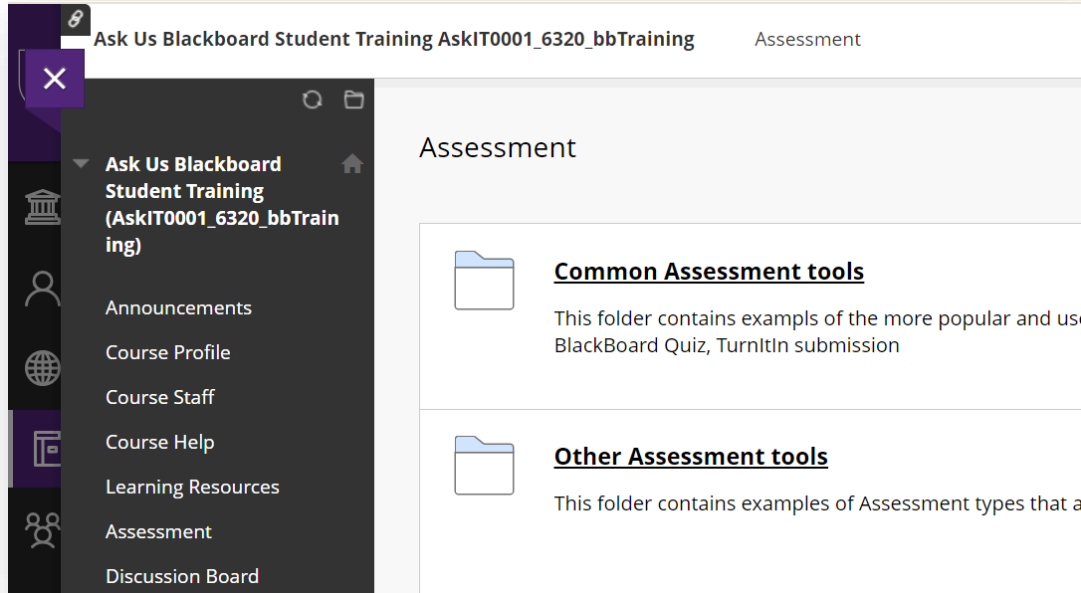 Ask Us Blackboard Student Training AskIT0001_6320_bbTraining Assessment
Ask Us Blackboard
Student Training
(AskIT0001_6320_bbTrain
ing)
Announcements
Course Profile
Course Staff
Course Help
Learning Resources
Assessment
Discussion Board
Assessment
Common Assessment tools
This folder contains exampls of the more popular and
BlackBoard Quiz, TurnItIn submission
Other Assessment tools
This folder contains examples of Assessment types that